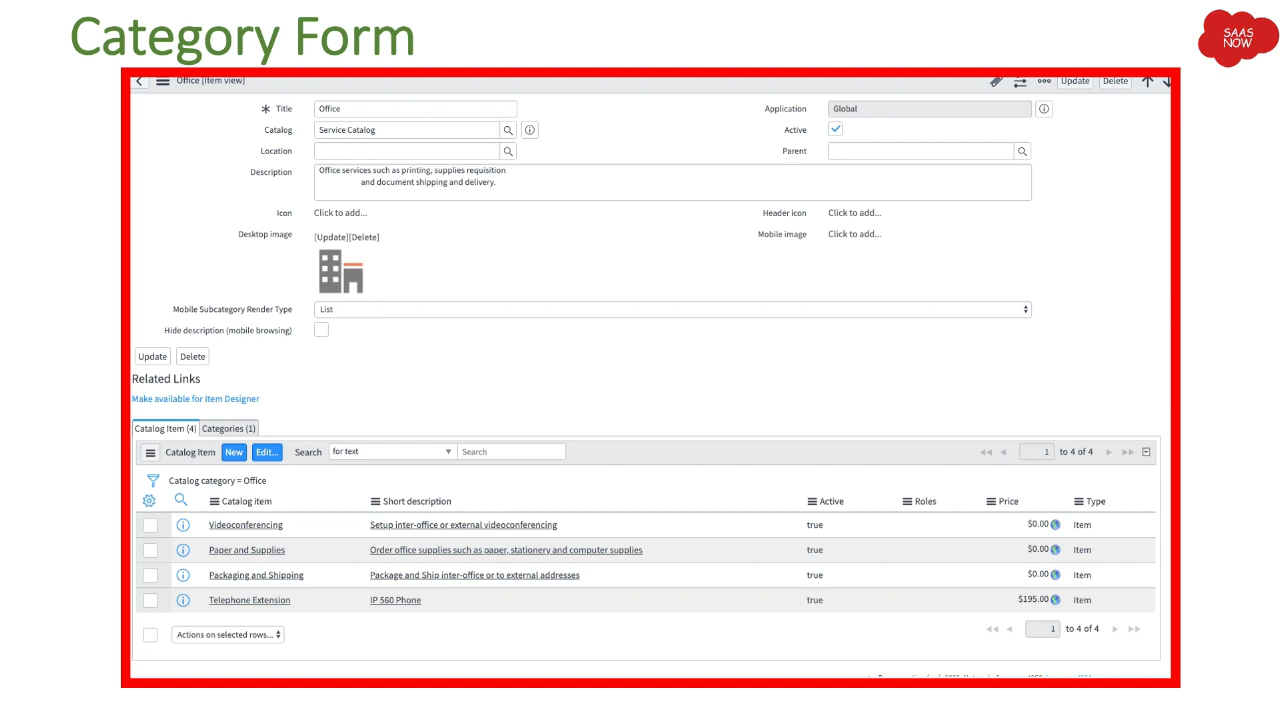 Category Form
SAAS
NOW
Office [Item view]
Update Delete
Title Office Application Global
Catalog Service Catalog Active
Location Parent
Description Office services such as printing, supplies requisition
and document shipping and delivery.
Icon Click to add... Header icon Click to add...
Desktop image [Update][Delete] Mobile image Click to add...
Mobile Subcategory Render Type List
Hide description (mobile browsing)
Update Delete
Related Links
Make available for Item Designer
Catalog Item (4) Categories (1)
Catalog Item New Edit... Search for text Search 1 to 4 of 4
Catalog category = Office
Catalog item Short description Active Roles Price Type
Videoconferencing Setup inter-office or external videoconferencing true $0.00 Item
Paper and Supplies Order office supplies such as paper, stationery and computer supplies true $0.00 Item
Packaging and Shipping Package and Ship inter-office or to external addresses true $0.00 Item
Telephone Extension IP 560 Phone true $195.00 Item
Actions on selected rows... 1 to 4 of 4